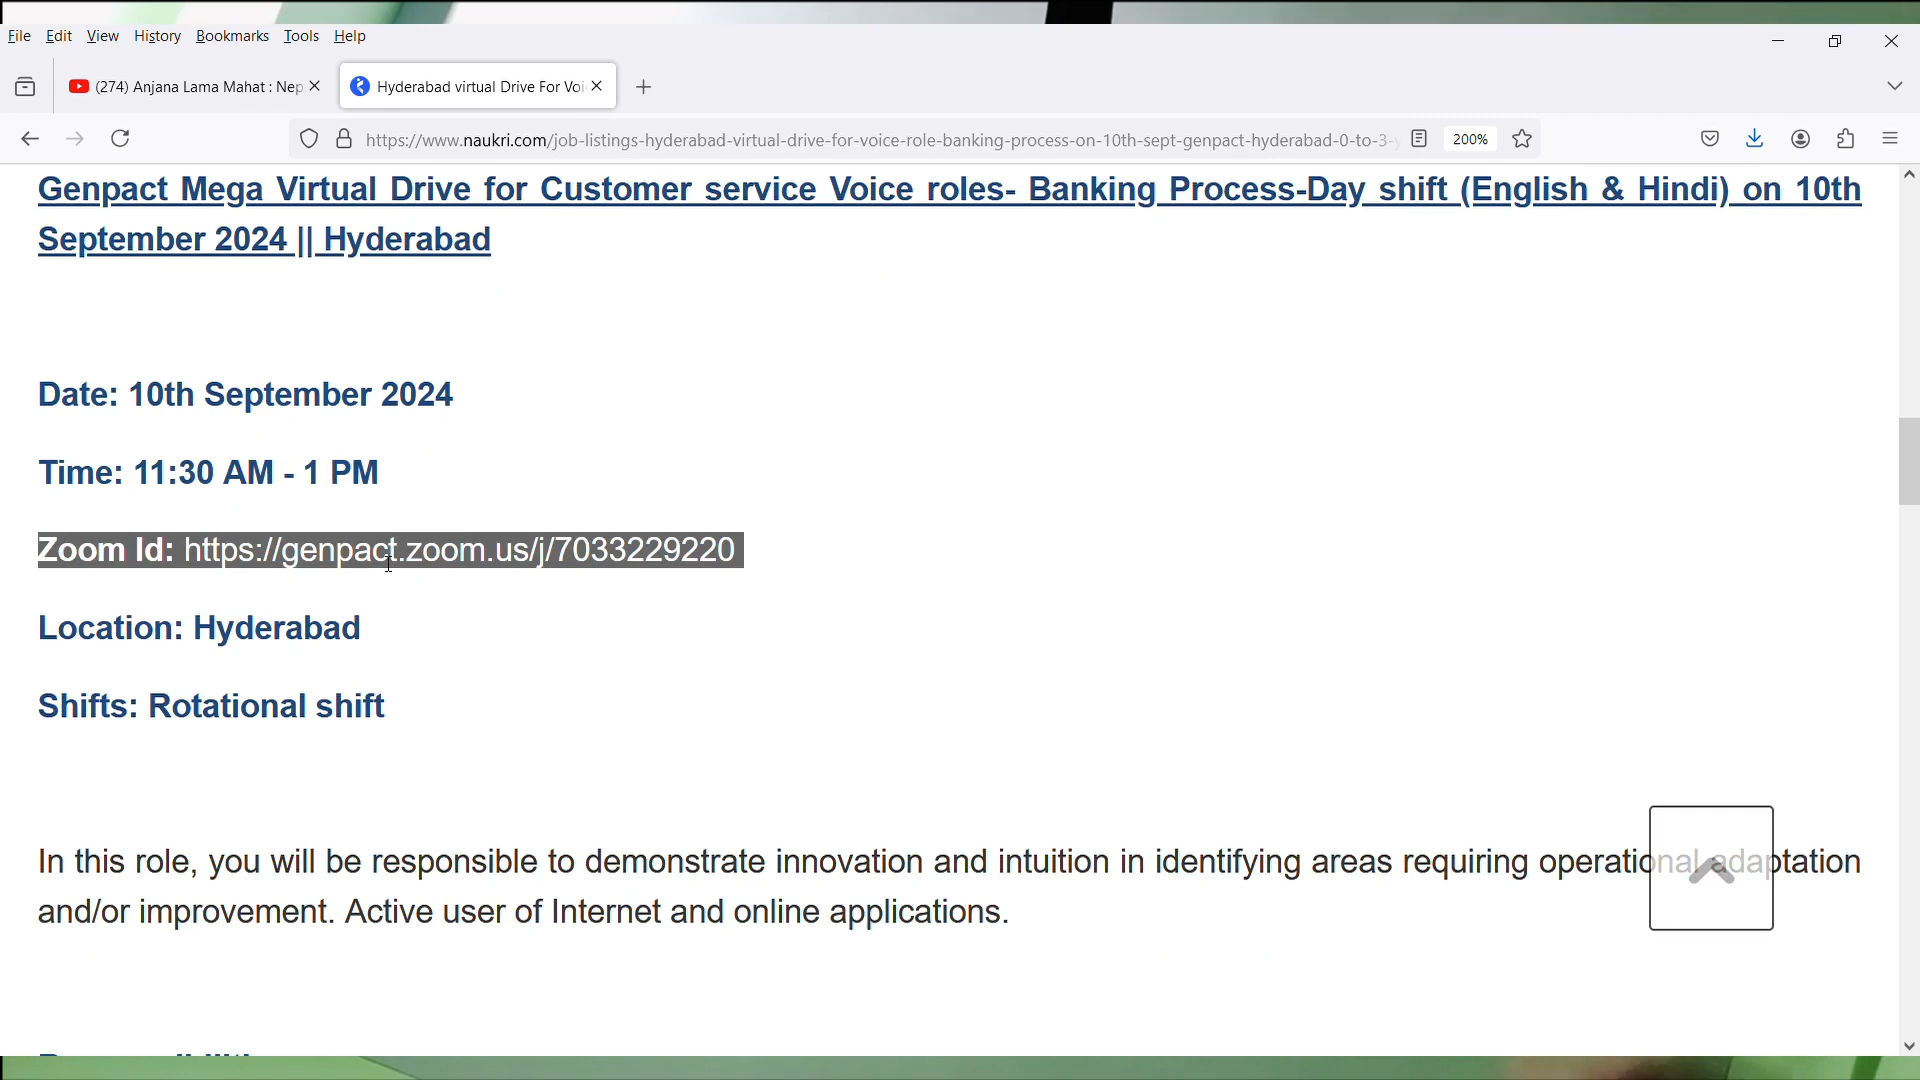 File Edit View History Bookmarks Tools Help
(274) Anjana Lama Mahat : Nep
Hyderabad virtual Drive For Voi
https://www.naukri.com/job-listings-hyderabad-virtual-drive-for-voice-role-banking-process-on-10th-sept-genpact-hyderabad-0-to-3-
200%
Genpact Mega Virtual Drive for Customer service Voice roles- Banking Process-Day shift (English & Hindi) on 10th
September 2024 || Hyderabad
Date: 10th September 2024
Time: 11:30 AM - 1 PM
Zoom Id: https://genpact.zoom.us/j/7033229220
Location: Hyderabad
Shifts: Rotational shift
In this role, you will be responsible to demonstrate innovation and intuition in identifying areas requiring operational adaptation
and/or improvement. Active user of Internet and online applications.